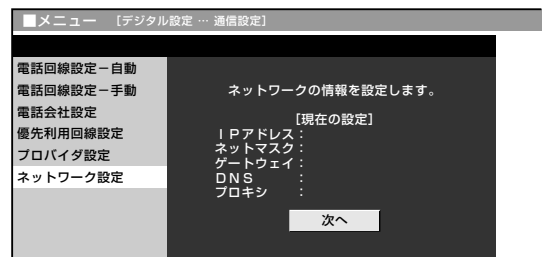 ■メニュー [デジタル設定 … 通信設定]
電話回線設定－自動
電話回線設定－手動
電話会社設定
優先利用回線設定
プロバイダ設定
ネットワーク設定
ネットワークの情報を設定します。
[現在の設定]
ＩＰアドレス：
ネットマスク：
ゲートウェイ：
ＤＮＳ　　　：
プロキシ　　：
次へ